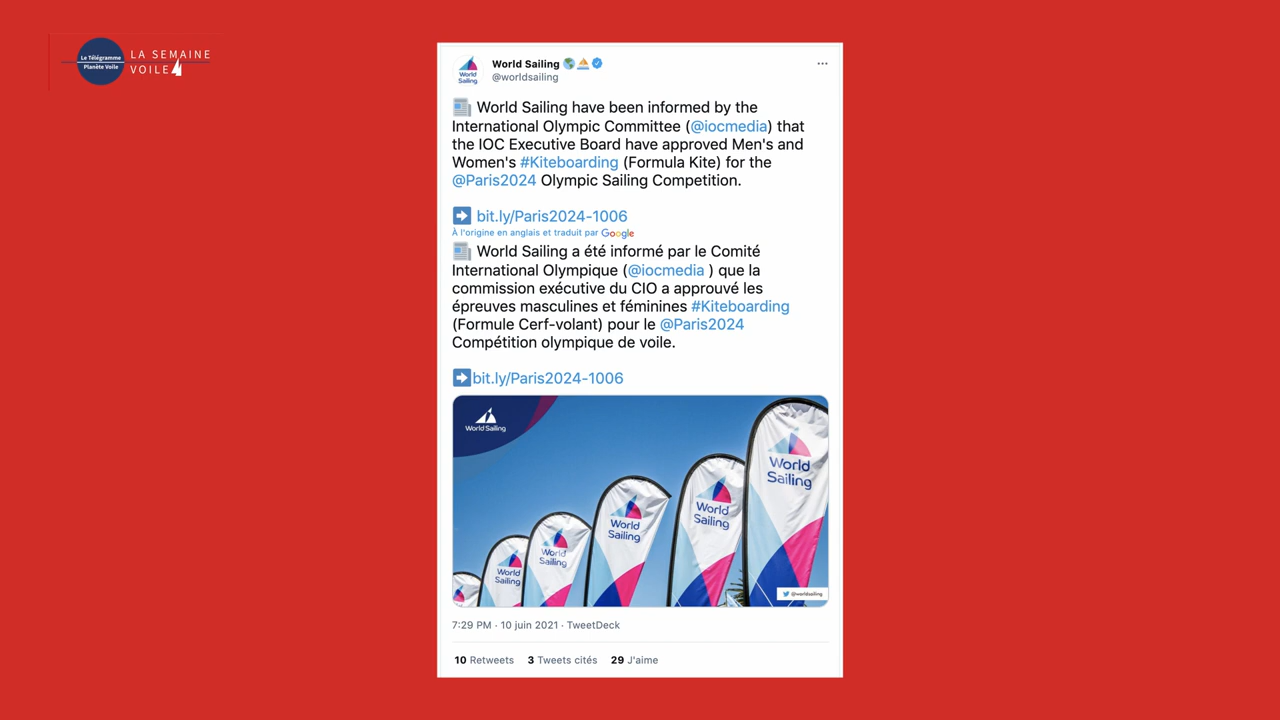 Le Télégramme
Planète Voile
LA SEMAINE
VOILE
World Sailing
@worldsailing
World Sailing
World Sailing have been informed by the
International Olympic Committee (@iocmedia) that
the IOC Executive Board have approved Men's and
Women's #Kiteboarding (Formula Kite) for the
@Paris2024 Olympic Sailing Competition.
bit.ly/Paris2024-1006
À l'origine en anglais et traduit par Google
World Sailing a été informé par le Comité
International Olympique (@iocmedia ) que la
commission exécutive du CIO a approuvé les
épreuves masculines et féminines #Kiteboarding
(Formule Cerf-volant) pour le @Paris2024
Compétition olympique de voile.
bit.ly/Paris2024-1006
World Sailing
World
Sailing
World
Sailing
World
Sailing
World
Sailing
World
Sailing
@worldsailing
7:29 PM · 10 juin 2021 · TweetDeck
10 Retweets 3 Tweets cités 29 J'aime